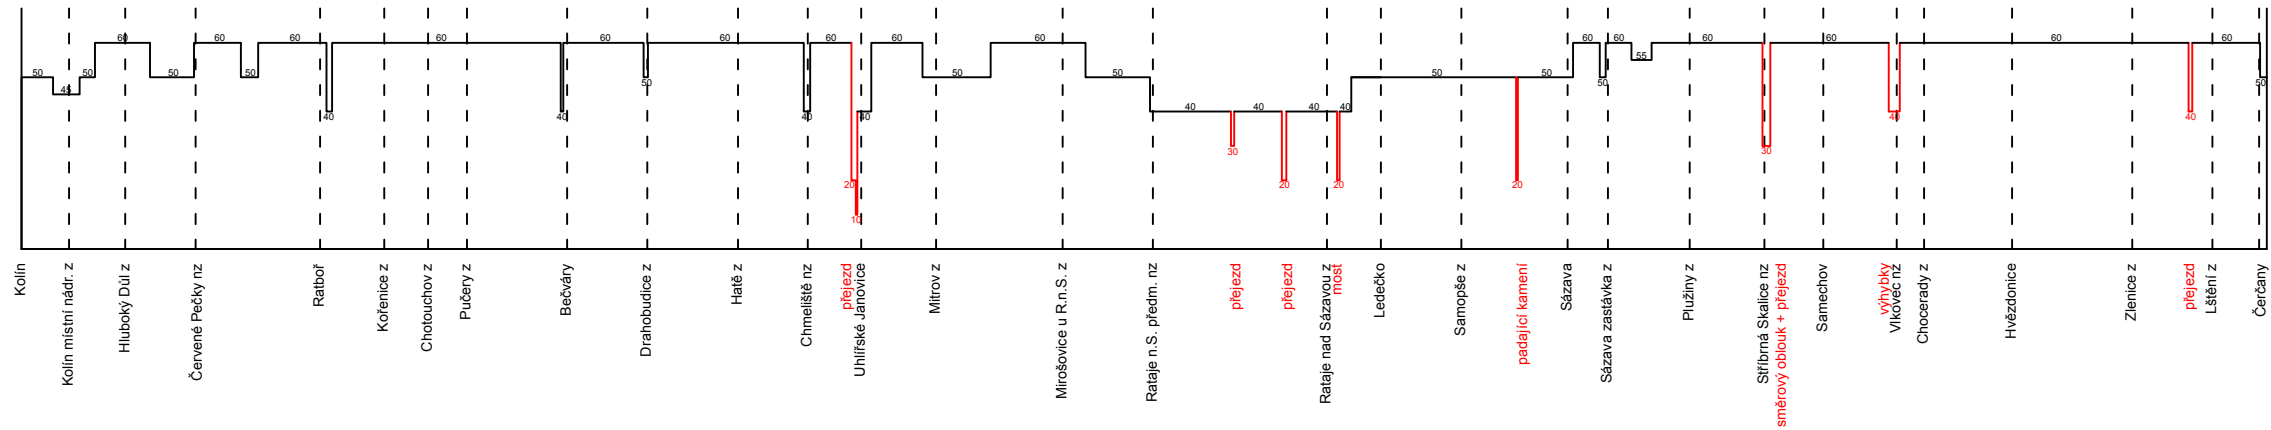 50
45
50
60
50
60
50
60
40
60
40
60
50
60
40
60
20
10
40
60
50
60
50
40
30
40
20
40
20
40
50
20
50
60
50
60
55
60
30
60
40
60
40
60
50
Kolín
Kolín místní nádr. z
Hluboký Důl z
Červené Pečky nz
Ratboř
Kořenice z
Chotouchov z
Pučery z
Bečváry
Drahobudice z
Hatě z
Chmeliště nz
přejezd
Uhlířské Janovice
Mitrov z
Mirošovice u R.n.S. z
Rataje n.S. předm. nz
přejezd
přejezd
Rataje nad Sázavou z
most
Ledečko
Samopše z
padající kamení
Sázava
Sázava zastávka z
Plužiny z
Stříbrná Skalice nz
směrový oblouk + přejezd
Samechov
výhybky
Vlkovec nz
Chocerady z
Hvězdonice
Zlenice z
přejezd
Lštění z
Čerčany